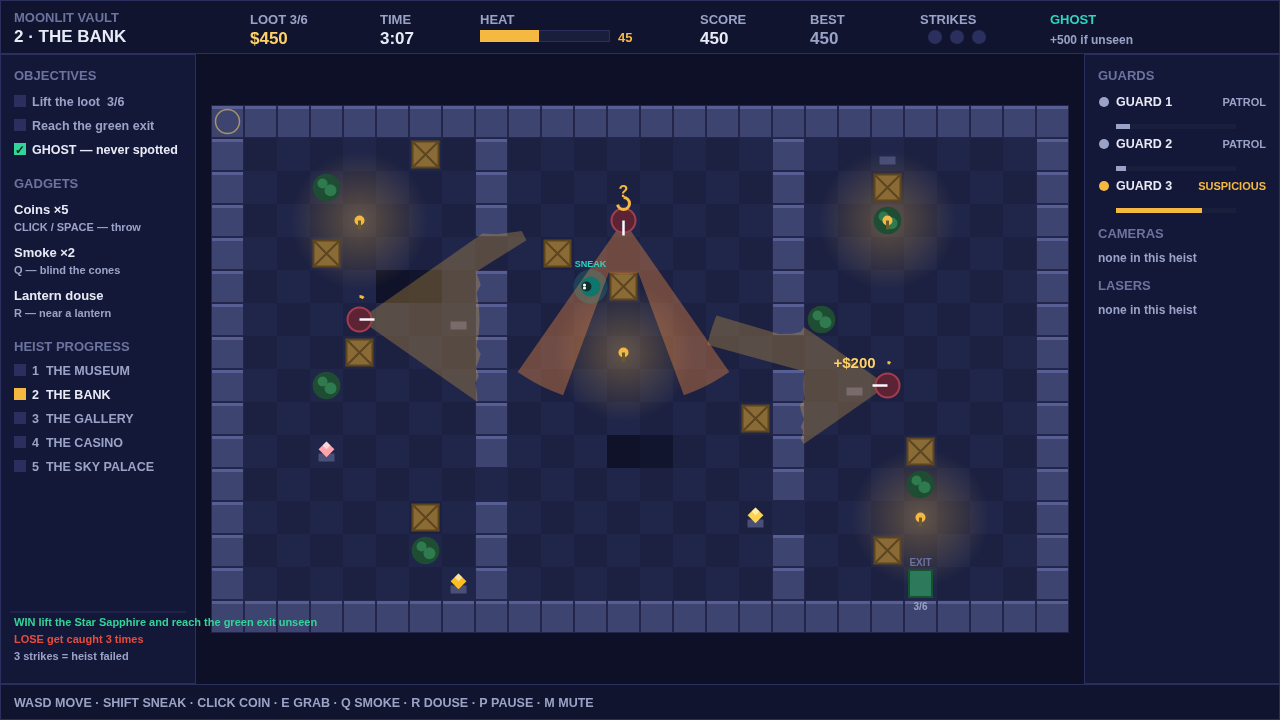 MOONLIT VAULT
2 · THE BANK
LOOT 3/6
$450
TIME
3:07
HEAT
45
SCORE
450
BEST
450
STRIKES
GHOST
+500 if unseen
OBJECTIVES
Lift the loot 3/6
Reach the green exit
GHOST — never spotted
GADGETS
Coins ×5
CLICK / SPACE — throw
Smoke ×2
Q — blind the cones
Lantern douse
R — near a lantern
HEIST PROGRESS
1 THE MUSEUM
2 THE BANK
3 THE GALLERY
4 THE CASINO
5 THE SKY PALACE
WIN lift the Star Sapphire and reach the green exit unseen
LOSE get caught 3 times
3 strikes = heist failed
?
SNEAK
+$200
EXIT
3/6
GUARDS
GUARD 1 PATROL
GUARD 2 PATROL
GUARD 3 SUSPICIOUS
CAMERAS
none in this heist
LASERS
none in this heist
WASD MOVE · SHIFT SNEAK · CLICK COIN · E GRAB · Q SMOKE · R DOUSE · P PAUSE · M MUTE